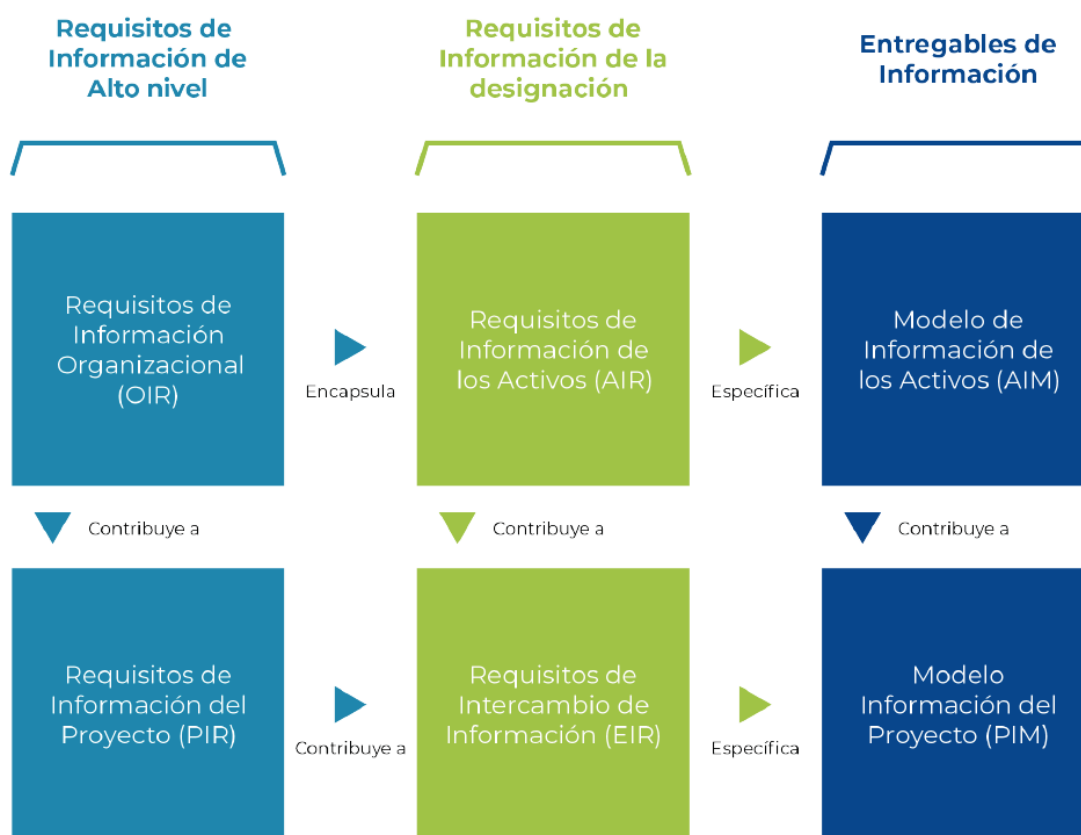 Requisitos de
Información de
Alto nivel
Requisitos de
Información de la
designación
Entregables de
Información
Requisitos de
Información
Organizacional
(OIR)
Encapsula
Requisitos de
Información de
los Activos (AIR)
Específica
Modelo de
Información de
los Activos (AIM)
Contribuye a
Contribuye a
Contribuye a
Requisitos de
Información del
Proyecto (PIR)
Contribuye a
Requisitos de
Intercambio de
Información (EIR)
Específica
Modelo
Información del
Proyecto (PIM)